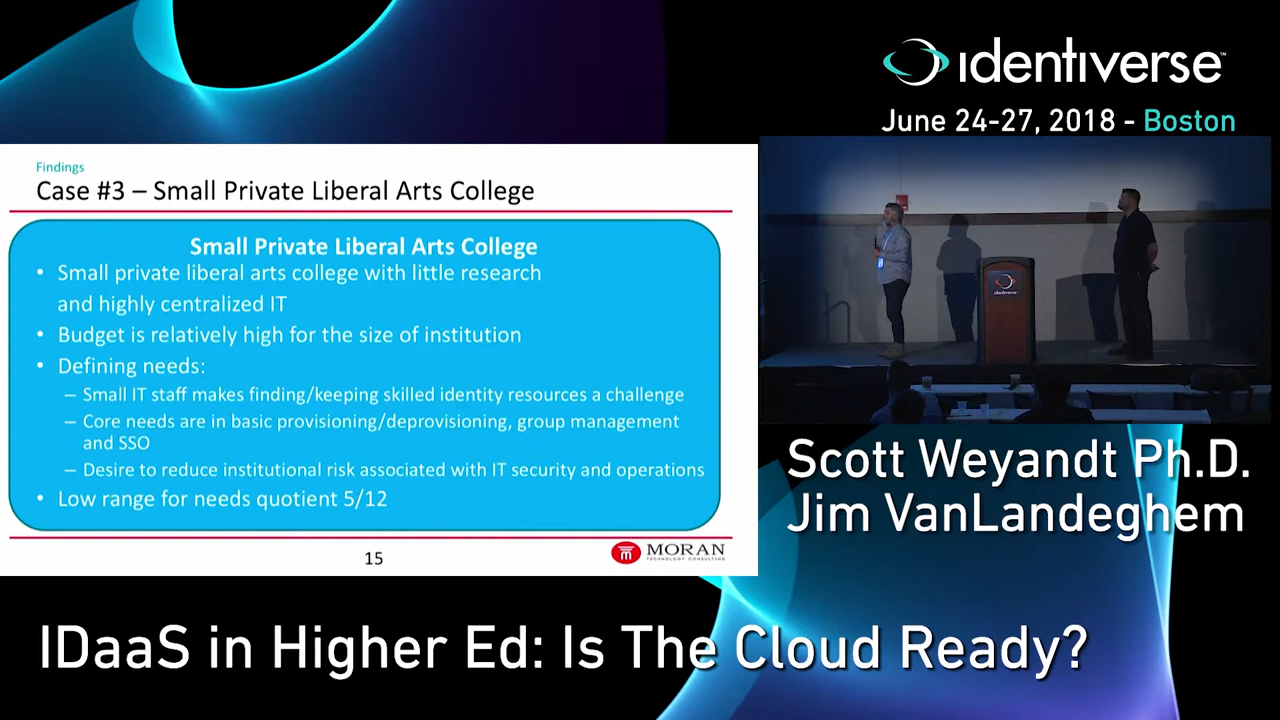 identiverse™
June 24-27, 2018 - Boston
Findings
Case #3 – Small Private Liberal Arts College
Small Private Liberal Arts College
• Small private liberal arts college with little research
and highly centralized IT
• Budget is relatively high for the size of institution
• Defining needs:
– Small IT staff makes finding/keeping skilled identity resources a challenge
– Core needs are in basic provisioning/deprovisioning, group management
and SSO
– Desire to reduce institutional risk associated with IT security and operations
• Low range for needs quotient 5/12
15
MORAN
TECHNOLOGY CONSULTING
identiverse
Scott Weyandt Ph.D.
Jim VanLandeghem
IDaaS in Higher Ed: Is The Cloud Ready?